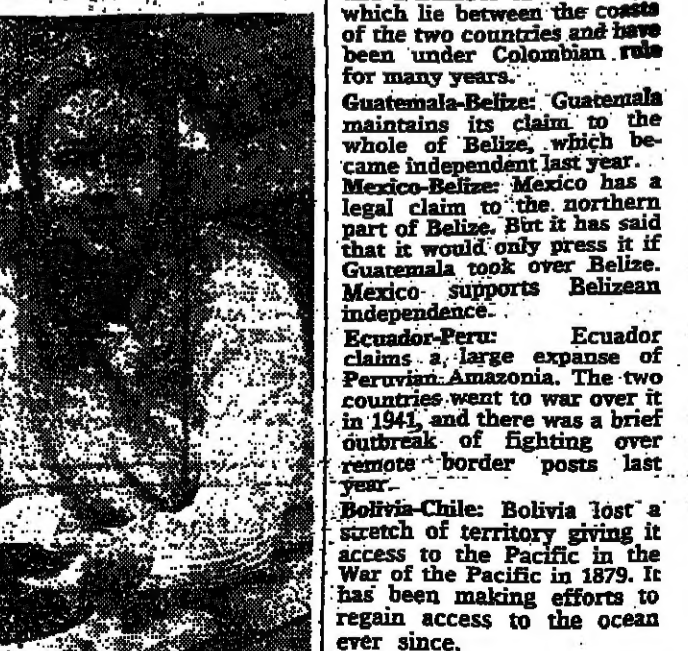 which lie between the coasts
of the two countries and have
been under Colombian rule
for many years.
Guatemala-Belize: Guatemala
maintains its claim to the
whole of Belize, which be-
came independent last year.
Mexico-Belize: Mexico has a
legal claim to the northern
part of Belize. But it has said
that it would only press it if
Guatemala took over Belize.
Mexico supports Belizean
independence.
Ecuador-Peru: Ecuador
claims a large expanse of
Peruvian Amazonia. The two
countries went to war over it
in 1941, and there was a brief
outbreak of fighting over
remote border posts last
year.
Bolivia-Chile: Bolivia lost a
stretch of territory giving it
access to the Pacific in the
War of the Pacific in 1879. It
has been making efforts to
regain access to the ocean
ever since.